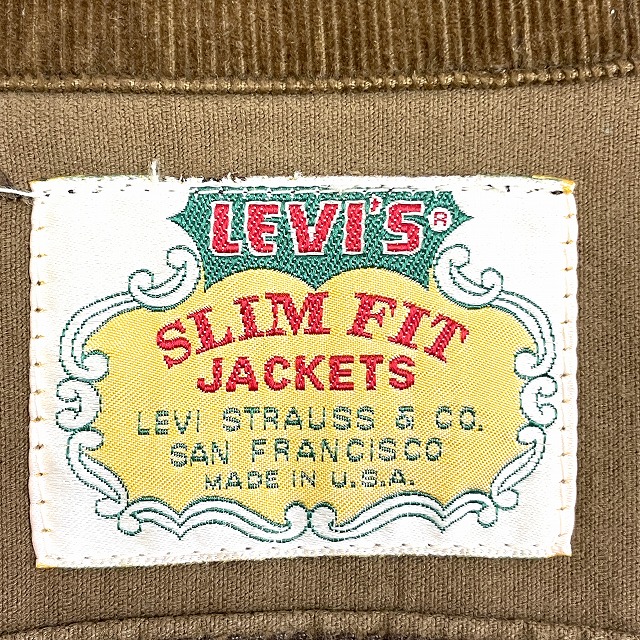 LEVI'S®
SLIM FIT
JACKETS
LEVI STRAUSS & CO.
SAN FRANCISCO
MADE IN U.S.A.